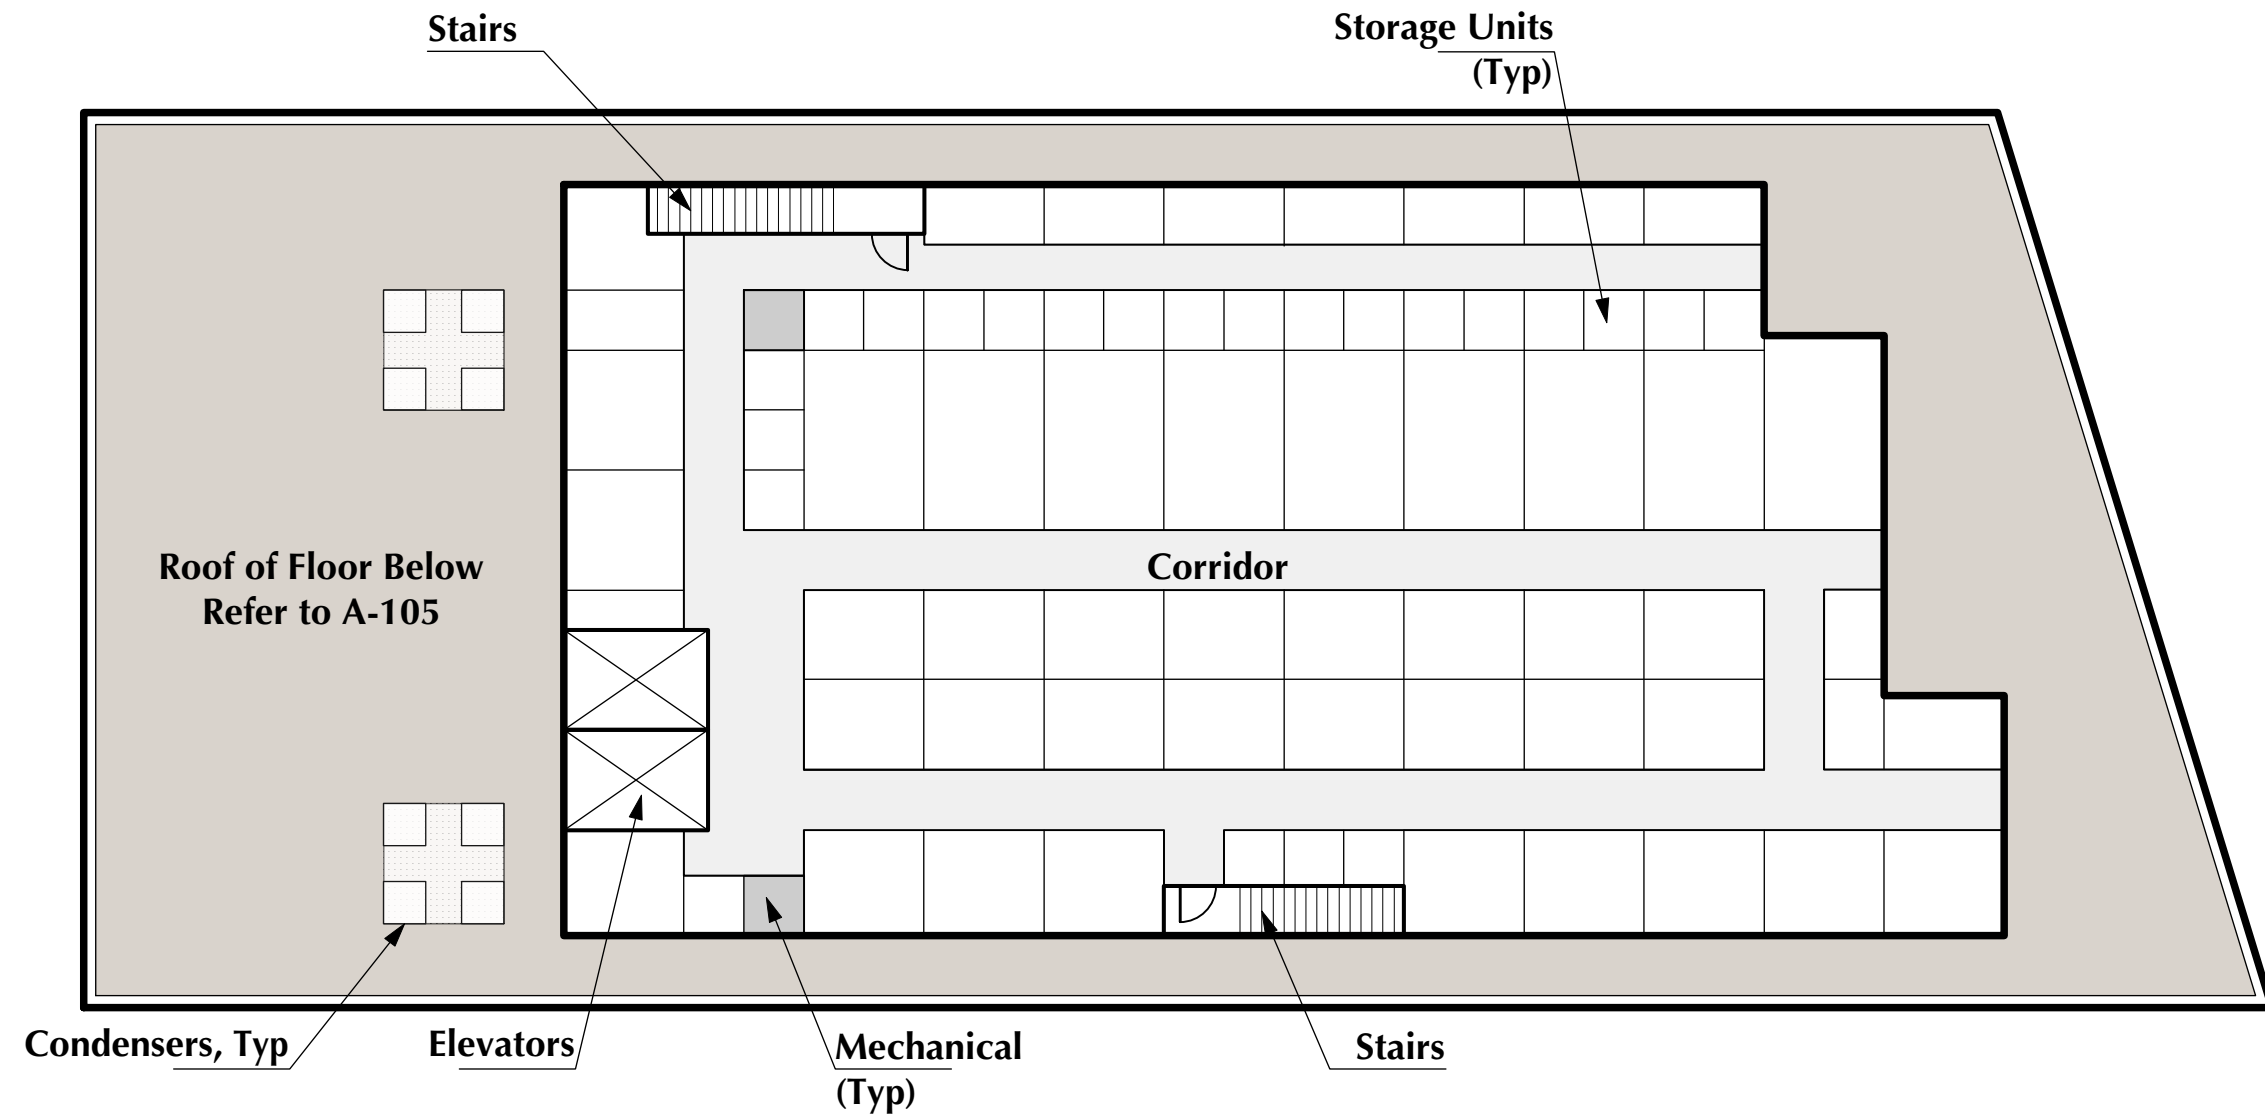 Stairs
Storage Units
(Typ)
Roof of Floor Below
Refer to A-105
Corridor
Condensers, Typ
Elevators
Mechanical
(Typ)
Stairs